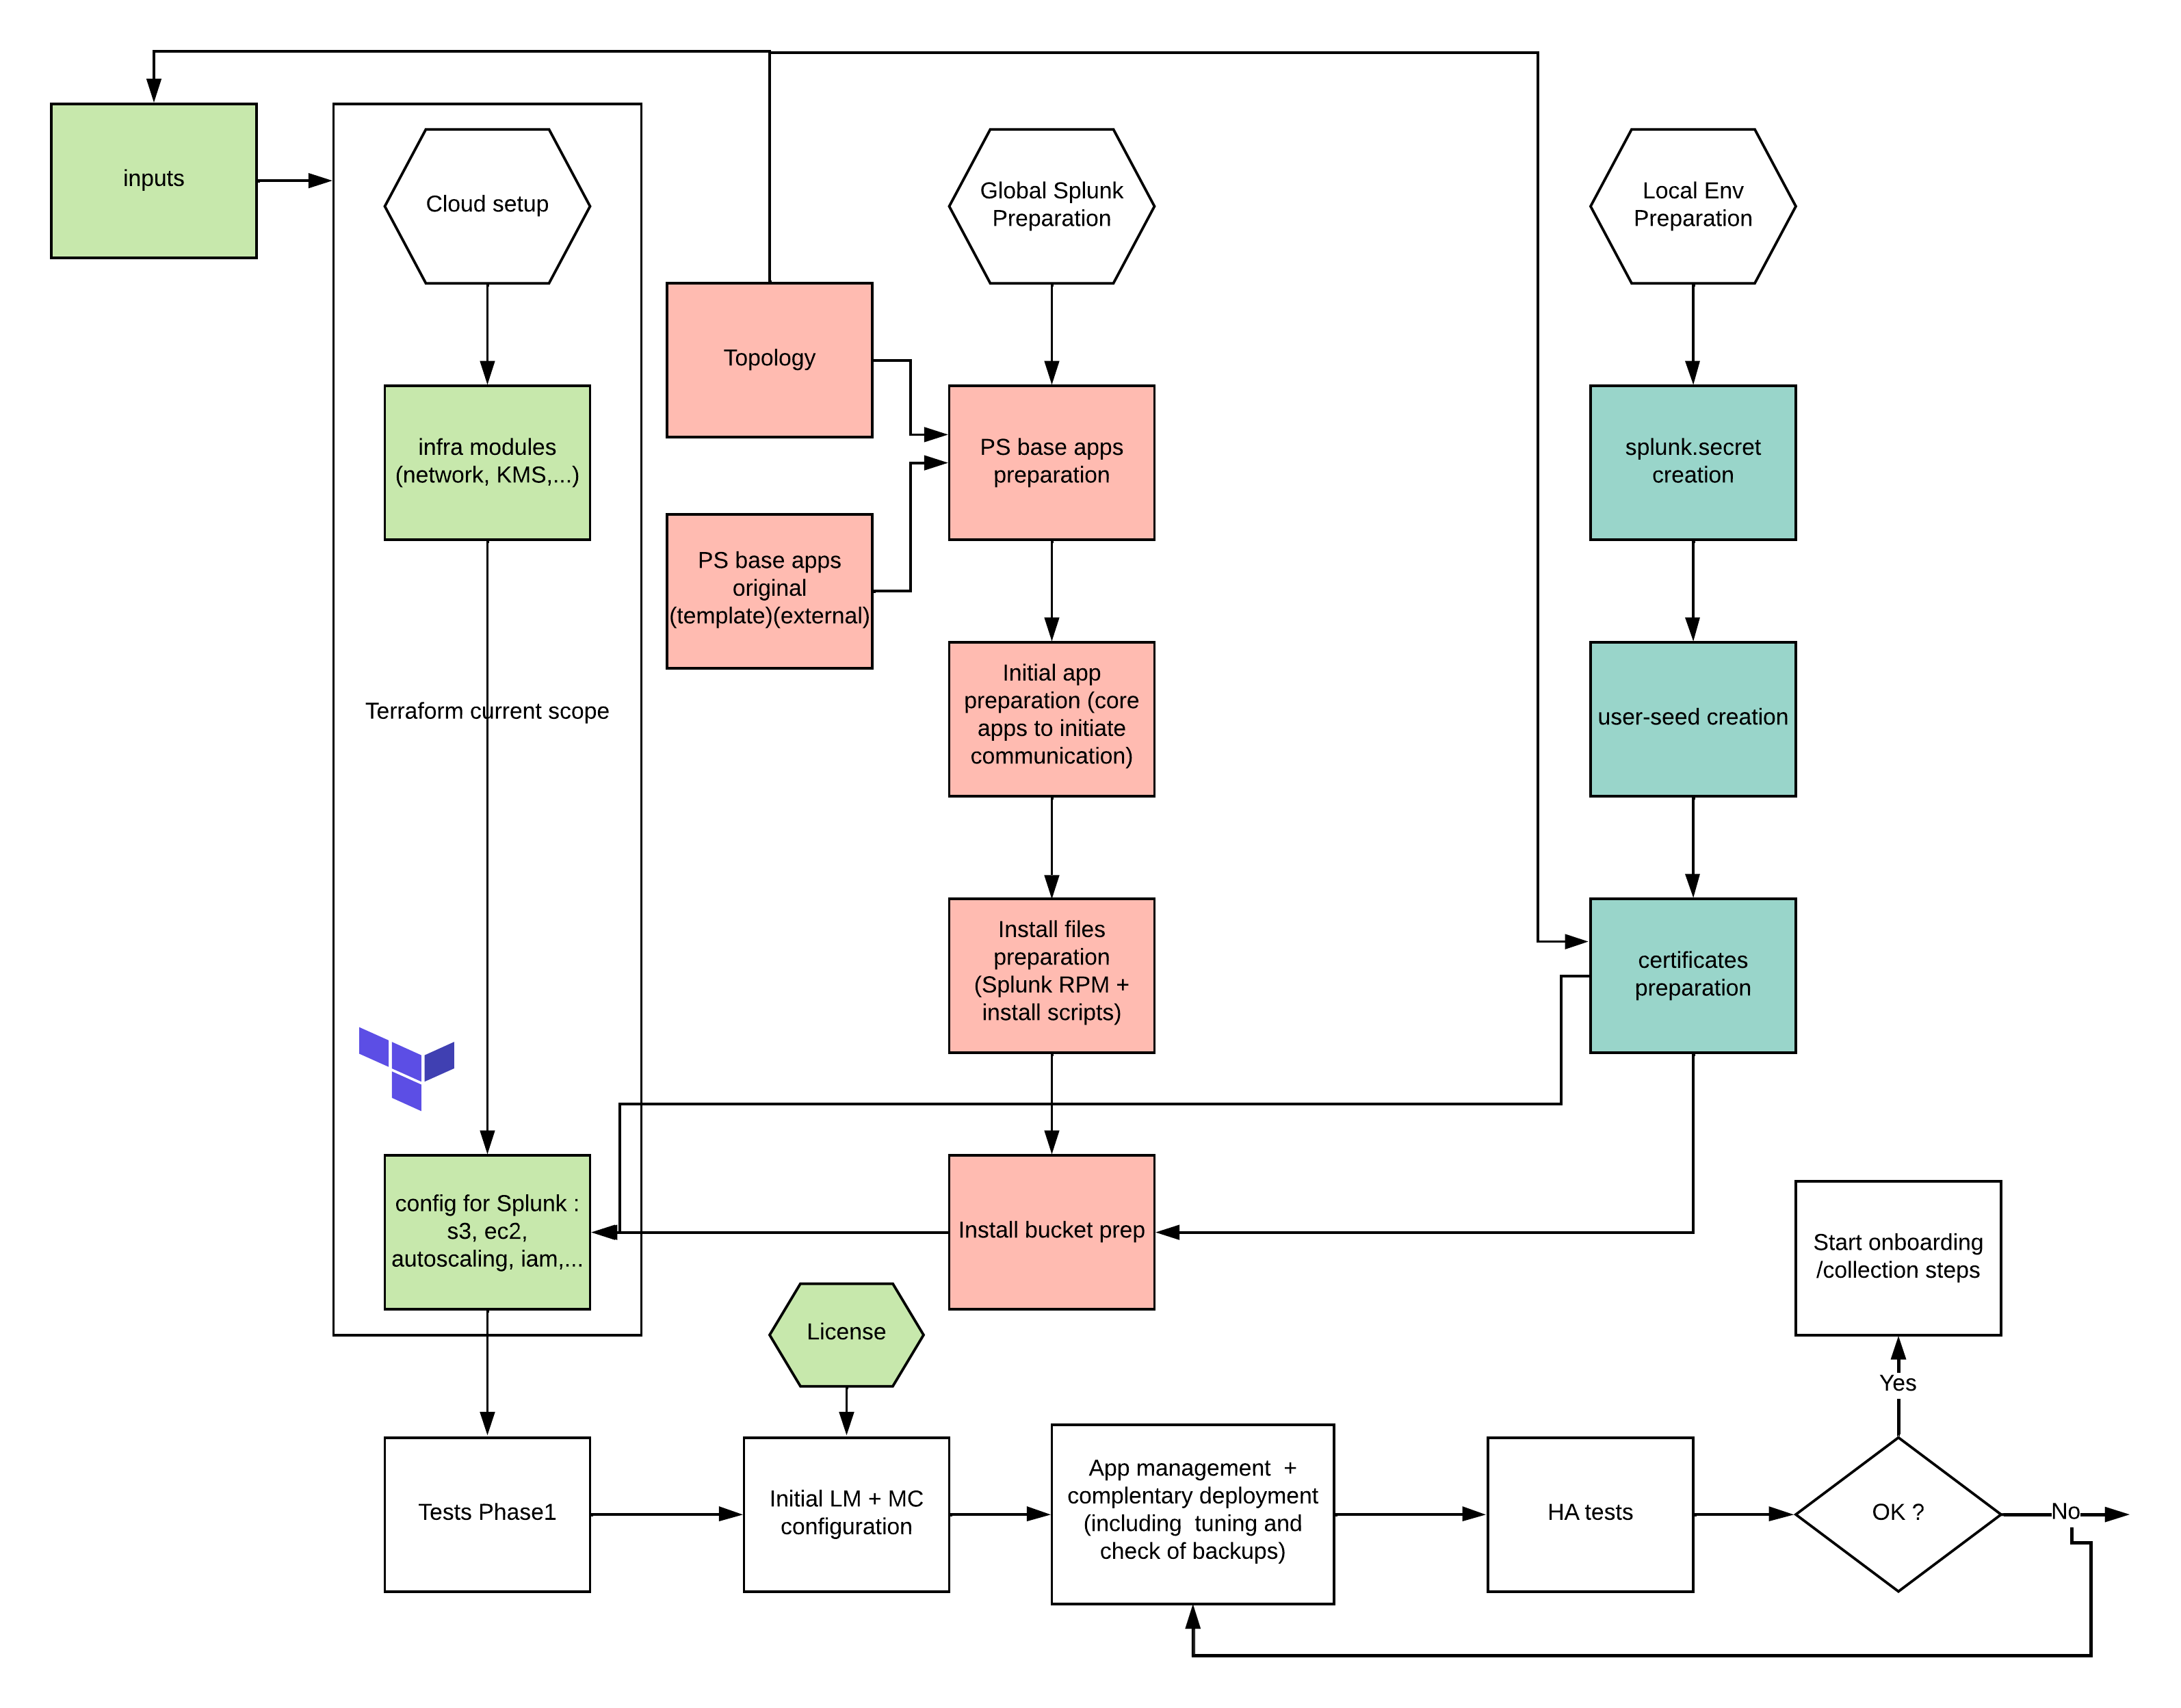 inputs
Cloud setup
Global Splunk
Preparation
Local Env
Preparation
Topology
infra modules
(network, KMS,...)
PS base apps
preparation
splunk.secret
creation
PS base apps
original
(template)(external)
Terraform current scope
Initial app
preparation (core
apps to initiate
communication)
user-seed creation
Install files
preparation
(Splunk RPM +
install scripts)
certificates
preparation
config for Splunk :
s3, ec2,
autoscaling, iam,...
Install bucket prep
Start onboarding
/collection steps
License
Yes
Tests Phase1
Initial LM + MC
configuration
App management  +
complentary deployment
(including  tuning and
check of backups)
HA tests
OK ?
No